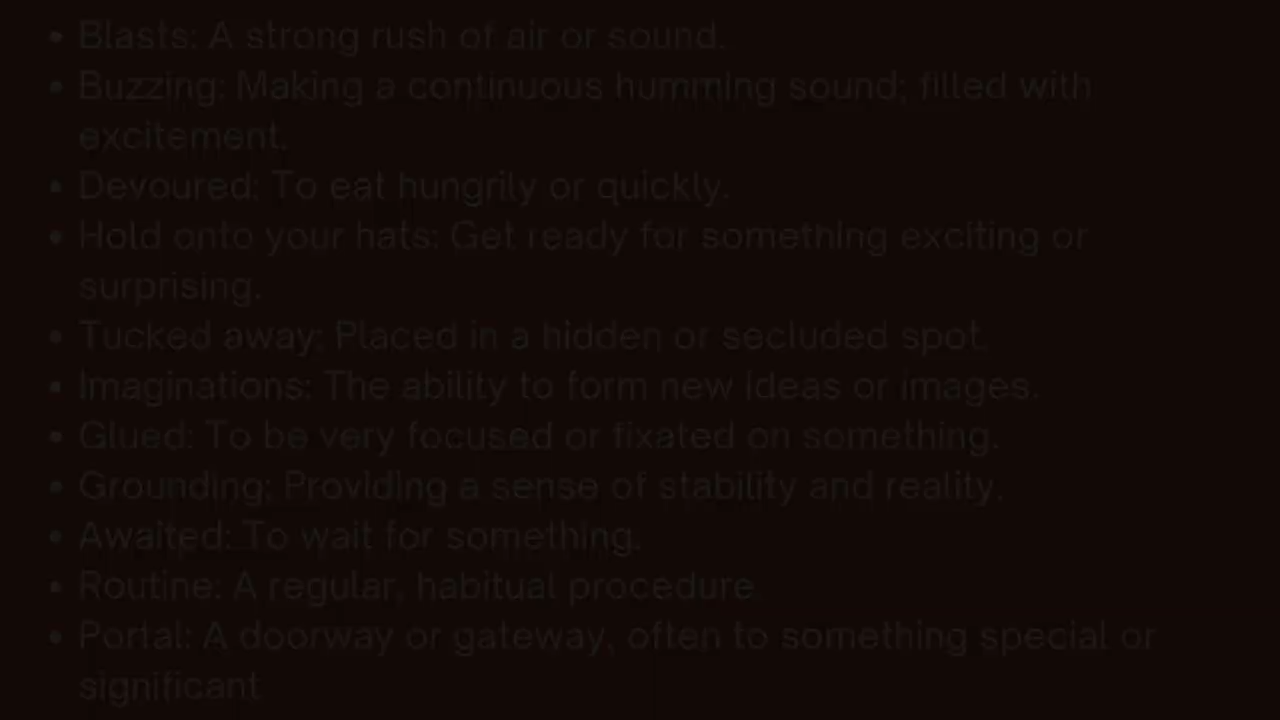 • Blasts: A strong rush of air or sound.
• Buzzing: Making a continuous humming sound; filled with
excitement.
• Devoured: To eat hungrily or quickly.
• Hold onto your hats: Get ready for something exciting or
surprising.
• Tucked away: Placed in a hidden or secluded spot.
• Imaginations: The ability to form new ideas or images.
• Glued: To be very focused or fixated on something.
• Grounding: Providing a sense of stability and reality.
• Awaited: To wait for something.
• Routine: A regular, habitual procedure
• Portal: A doorway or gateway, often to something special or
significant